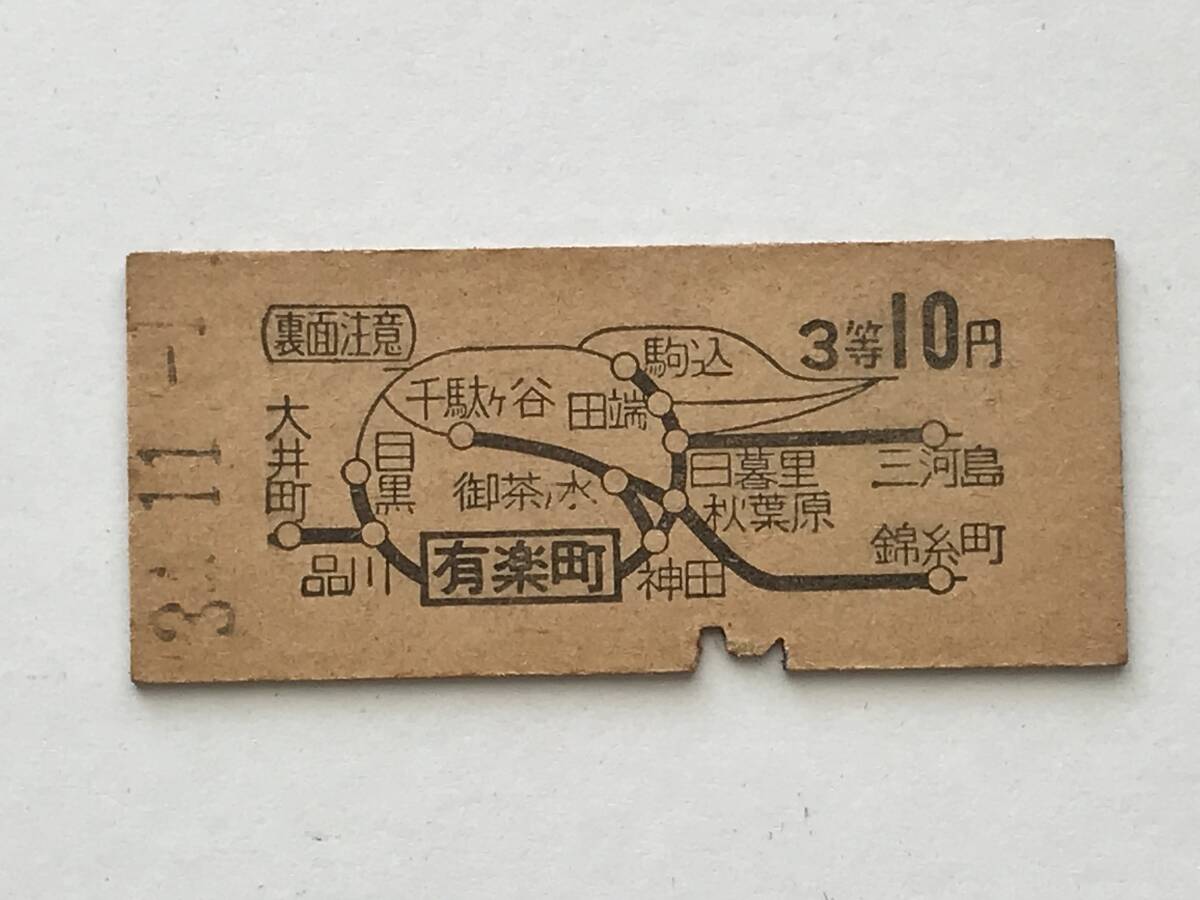 裏面注意
3等10円
駒込
千駄ヶ谷
田端
大井町
目黒
御茶ノ水
日暮里
三河島
秋葉原
錦糸町
品川
有楽町
神田